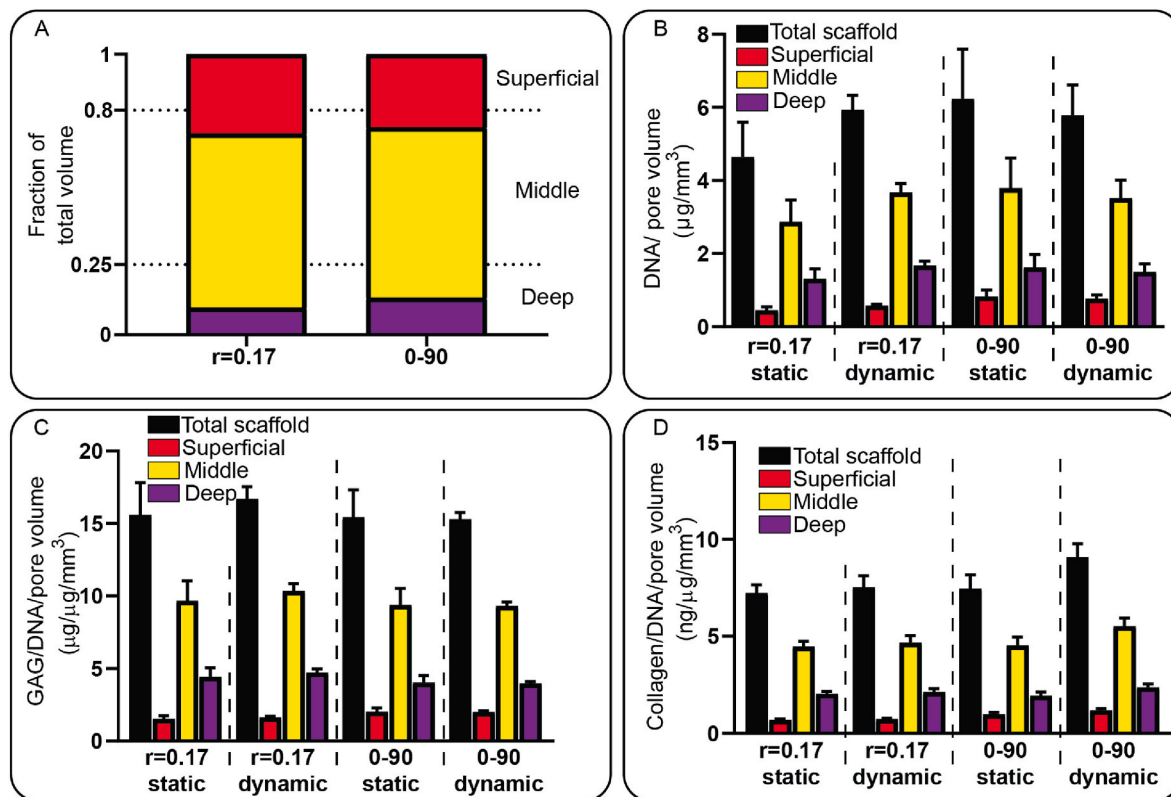 A
Fraction of
total volume
1
0.8
0.25
0
Superficial
Middle
Deep
r=0.17
0-90
B
DNA/ pore volume
(µg/mm³)
8
6
4
2
0
Total scaffold
Superficial
Middle
Deep
r=0.17
static
r=0.17
dynamic
0-90
static
0-90
dynamic
C
GAG/DNA/pore volume
(µg/µg/mm³)
20
15
10
5
0
Total scaffold
Superficial
Middle
Deep
r=0.17
static
r=0.17
dynamic
0-90
static
0-90
dynamic
D
Collagen/DNA/pore volume
(ng/µg/mm³)
15
10
5
0
Total scaffold
Superficial
Middle
Deep
r=0.17
static
r=0.17
dynamic
0-90
static
0-90
dynamic